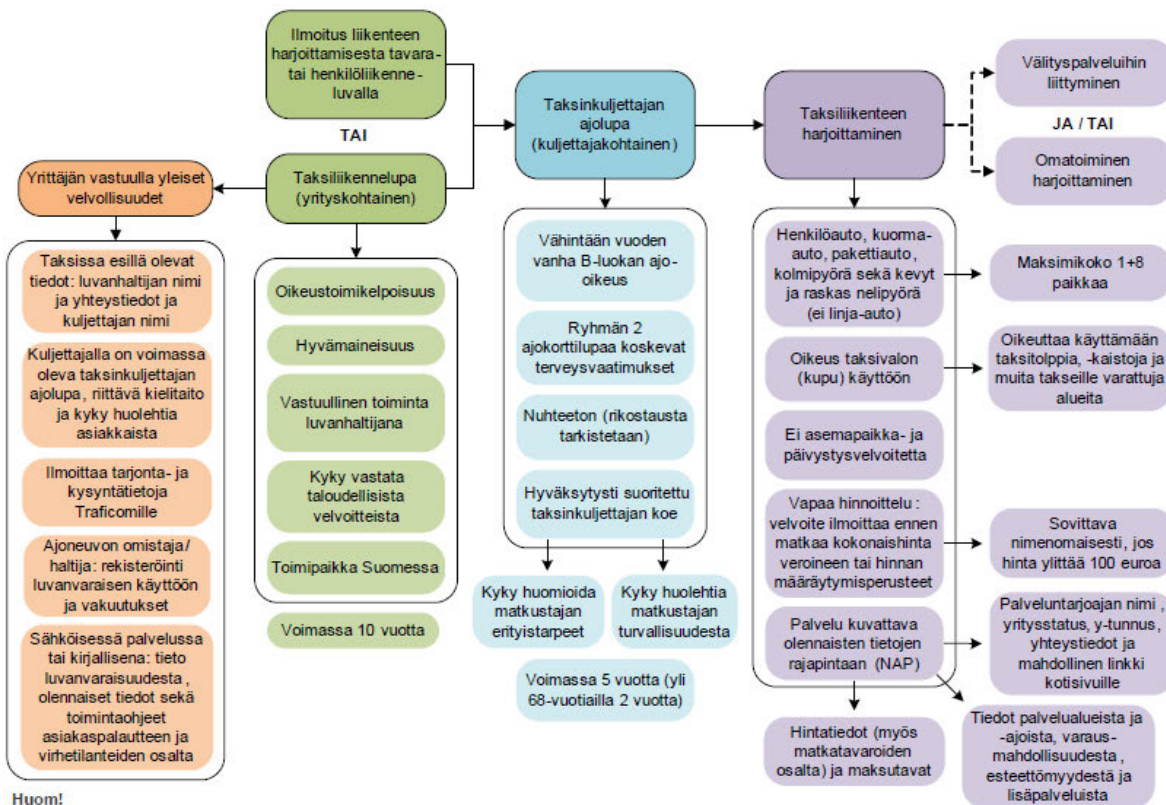 Ilmoitus liikenteen
harjoittamisesta tavara-
tai henkilöliikenne-
luvalla
TAI
Taksiliikennelupa
(yrityskohtainen)
Yrittäjän vastuulla yleiset
velvollisuudet
Taksinkuljettajan
ajolupa
(kuljettajakohtainen)
Taksiliikenteen
harjoittaminen
Välityspalveluihin
liittyminen
JA / TAI
Omatoiminen
harjoittaminen
Taksissa esillä olevat
tiedot: luvanhaltijan nimi
ja yhteystiedot ja
kuljettajan nimi
Kuljettajalla on voimassa
oleva taksinkuljettajan
ajolupa, riittävä kielitaito
ja kyky huolehtia
asiakkaista
Ilmoittaa tarjonta- ja
kysyntätietoja
Traficomille
Ajoneuvon omistaja/
haltija: rekisteröinti
luvanvaraisen käyttöön
ja vakuutukset
Sähköisessä palvelussa
tai kirjallisena: tieto
luvanvaraisuudesta,
olennaiset tiedot sekä
toimintaohjeet
asiakaspalautteen ja
virhetilanteiden osalta
Oikeustoimikelpoisuus
Hyvämaineisuus
Vastuullinen toiminta
luvanhaltijana
Kyky vastata
taloudellisista
velvoitteista
Toimipaikka Suomessa
Voimassa 10 vuotta
Vähintään vuoden
vanha B-luokan ajo-
oikeus
Ryhmän 2
ajokorttilupaa koskevat
terveysvaatimukset
Nuhteeton (rikostausta
tarkistetaan)
Hyväksytysti suoritettu
taksinkuljettajan koe
Kyky huomioida
matkustajan
erityistarpeet
Kyky huolehtia
matkustajan
turvallisuudesta
Voimassa 5 vuotta (yli
68-vuotiailla 2 vuotta)
Henkilöauto, kuorma-
auto, pakettiauto,
kolmipyörä sekä kevyt
ja raskas nelipyörä
(ei linja-auto)
Maksimikoko 1+8
paikkaa
Oikeus taksivalon
(kupu) käyttöön
Oikeuttaa käyttämään
taksitolppia, -kaistoja ja
muita takseille varattuja
alueita
Ei asemapaikka- ja
päivystysvelvoitetta
Vapaa hinnoittelu :
velvoite ilmoittaa ennen
matkaa kokonaishinta
veroineen tai hinnan
määräytymisperusteet
Sovittava
nimenomaisesti, jos
hinta ylittää 100 euroa
Palvelu kuvattava
olennaisten tietojen
rajapintaan (NAP)
Palveluntarjoajan nimi ,
yritysstatus, y-tunnus,
yhteystiedot ja
mahdollinen linkki
kotisivuille
Hintatiedot (myös
matkatavaroiden
osalta) ja maksutavat
Tiedot palvelualueista ja
-ajoista, varaus-
mahdollisuudesta ,
esteettömyydestä ja
lisäpalveluista
Huom!